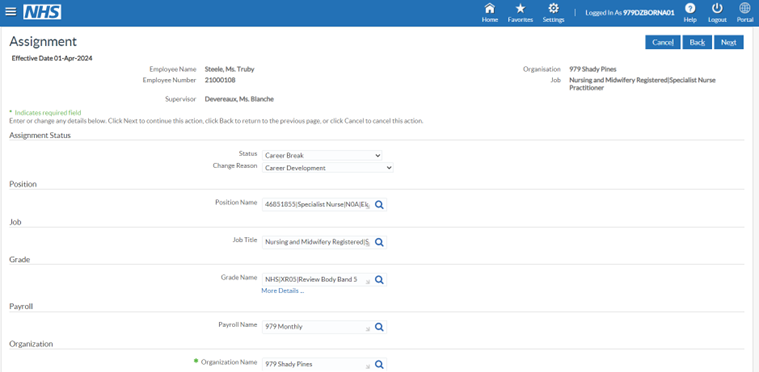 NHS
Home Favorites Settings Logged In As 979DZBORNA01 Help Logout Portal
Assignment
Cancel Back Next
Effective Date 01-Apr-2024
Employee Name Steele, Ms. Truby
Organisation 979 Shady Pines
Employee Number 21000108
Job Nursing and Midwifery Registered|Specialist Nurse
Practitioner
Supervisor Devereaux, Ms. Blanche
* Indicates required field
Enter or change any details below. Click Next to continue this action, click Back to return to the previous page, or click Cancel to cancel this action.
Assignment Status
Status Career Break
Change Reason Career Development
Position
Position Name 46851855|Specialist Nurse|N0A|
Job
Job Title Nursing and Midwifery Registered|S
Grade
Grade Name NHS|XR05|Review Body Band 5
More Details ...
Payroll
Payroll Name 979 Monthly
Organization
Organization Name 979 Shady Pines